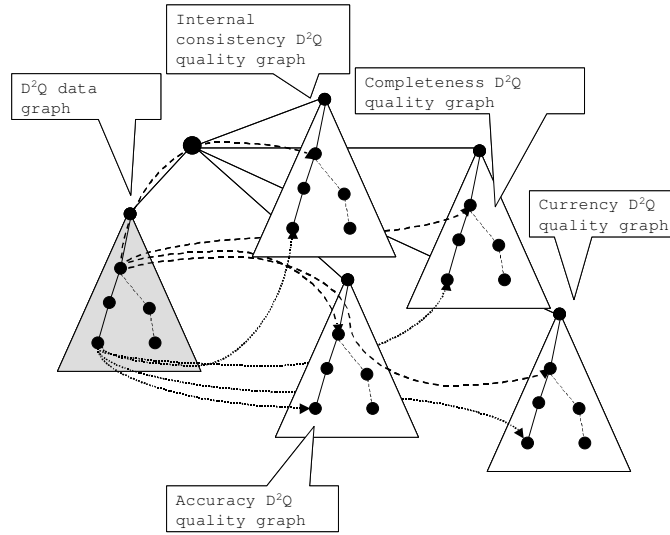 Internal
consistency D²Q
quality graph
D²Q data
graph
Completeness D²Q
quality graph
Currency D²Q
quality graph
Accuracy D²Q
quality graph